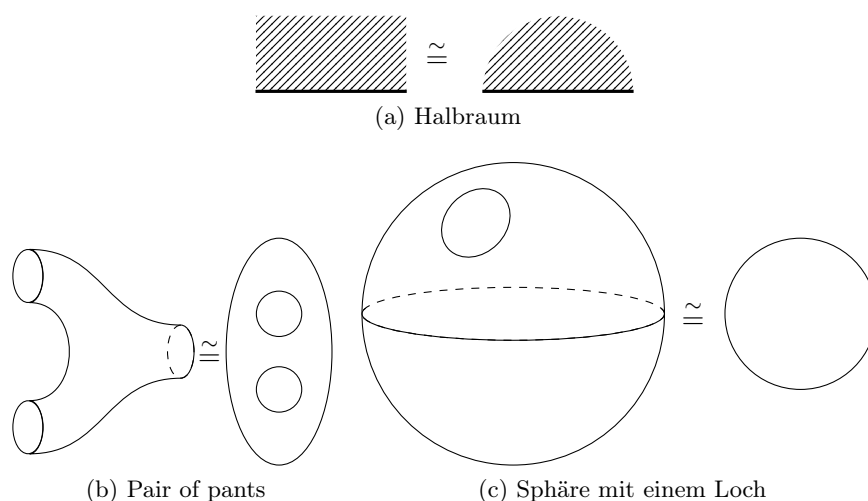 ≅
(a) Halbraum
≅ ≅
(b) Pair of pants (c) Sphäre mit einem Loch